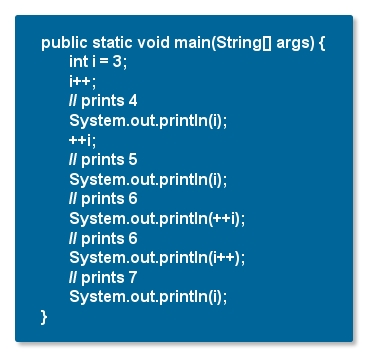 public static void main(String[] args) {
int i = 3;
i++;
// prints 4
System.out.println(i);
++i;
// prints 5
System.out.println(i);
// prints 6
System.out.println(++i);
// prints 6
System.out.println(i++);
// prints 7
System.out.println(i);
}